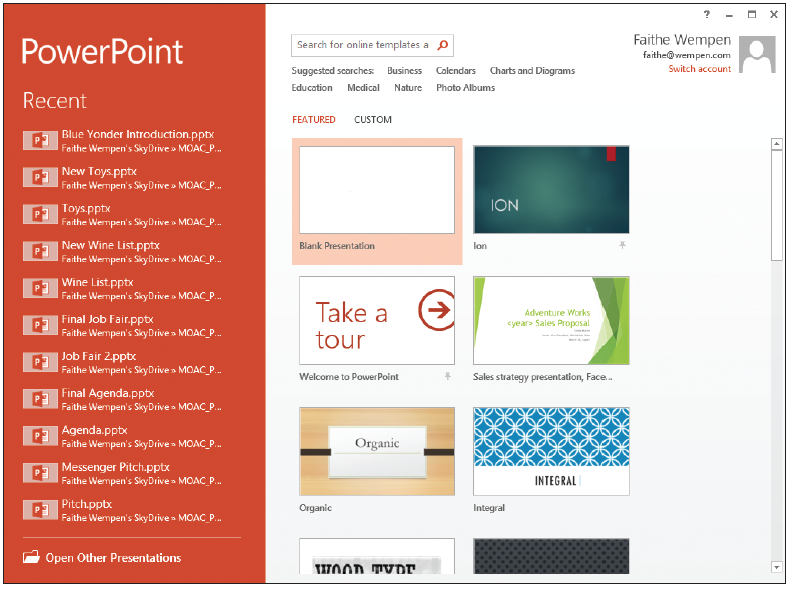 PowerPoint
Recent
Blue Yonder Introduction.pptx
Faithe Wempen's SkyDrive » MOAC_P...
New Toys.pptx
Faithe Wempen's SkyDrive » MOAC_P...
Toys.pptx
Faithe Wempen's SkyDrive » MOAC_P...
New Wine List.pptx
Faithe Wempen's SkyDrive » MOAC_P...
Wine List.pptx
Faithe Wempen's SkyDrive » MOAC_P...
Final Job Fair.pptx
Faithe Wempen's SkyDrive » MOAC_P...
Job Fair 2.pptx
Faithe Wempen's SkyDrive » MOAC_P...
Final Agenda.pptx
Faithe Wempen's SkyDrive » MOAC_P...
Agenda.pptx
Faithe Wempen's SkyDrive » MOAC_P...
Messenger Pitch.pptx
Faithe Wempen's SkyDrive » MOAC_P...
Pitch.pptx
Faithe Wempen's SkyDrive » MOAC_P...
Open Other Presentations
Search for online templates a
Suggested searches: Business Calendars Charts and Diagrams
Education Medical Nature Photo Albums
Faithe Wempen
faithe@wempen.com
Switch account
FEATURED CUSTOM
Blank Presentation
ION
Ion
Take a
tour
Welcome to PowerPoint
Adventure Works
<year> Sales Proposal
Sales strategy presentation, Face...
Organic
Organic
INTEGRAL
Integral
WOOD TYPE